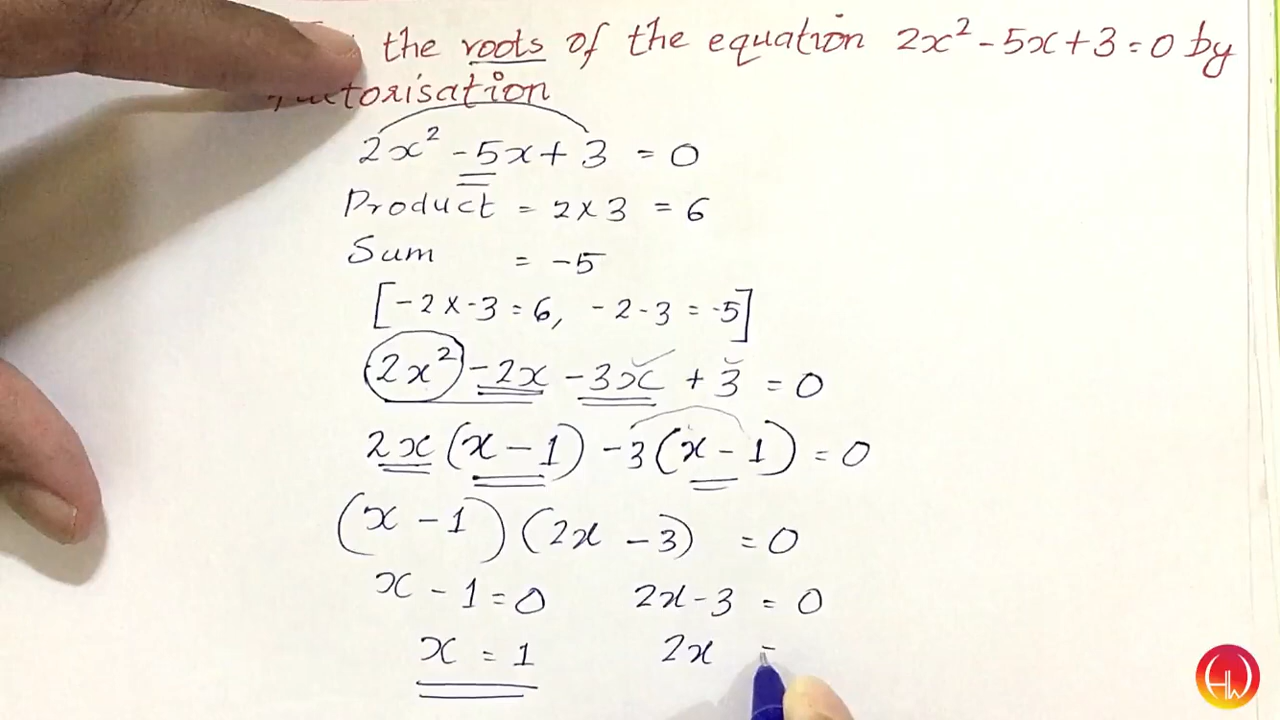 the roots of the equation 2x² - 5x + 3 = 0 by
2x² - 5x + 3 = 0
Product = 2 x 3 = 6
Sum = -5
[-2 x -3 = 6, -2 - 3 = -5]
2x² - 2x - 3x + 3 = 0
2x (x - 1) - 3 (x - 1) = 0
(x - 1) (2x - 3) = 0
x - 1 = 0 2x - 3 = 0
x = 1 2x =
HW